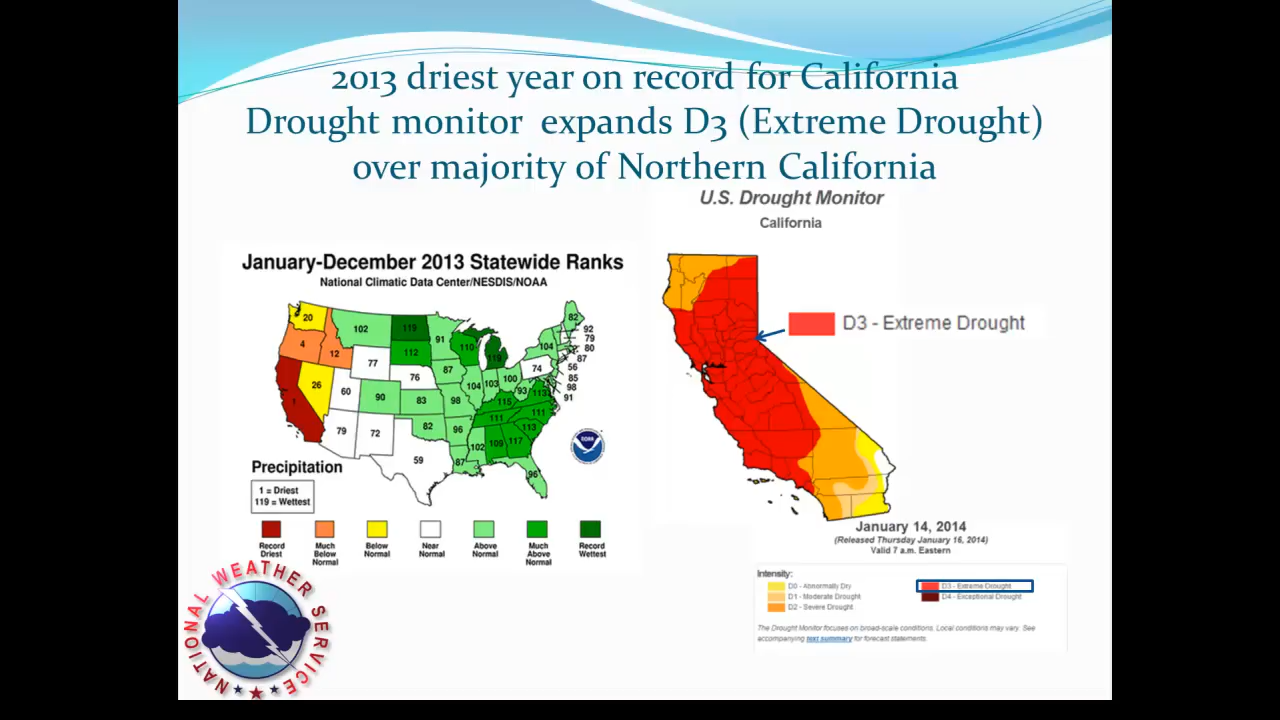 2013 driest year on record for California
Drought monitor expands D3 (Extreme Drought)
over majority of Northern California
U.S. Drought Monitor
California
January-December 2013 Statewide Ranks
National Climatic Data Center/NESDIS/NOAA
20
102
119
91
82
92
79
80
87
56
85
98
91
4
12
77
112
110
119
104
74
1
26
60
76
87
104
103
100
93
113
90
83
98
115
111
79
72
82
96
111
113
59
102
109
117
87
96
Precipitation
1 = Driest
119 = Wettest
Record Driest
Much Below Normal
Below Normal
Near Normal
Above Normal
Much Above Normal
Record Wettest
NOAA
D3 - Extreme Drought
January 14, 2014
(Released Thursday January 16, 2014)
Valid 7 a.m. Eastern
Intensity:
D0 - Abnormally Dry
D1 - Moderate Drought
D2 - Severe Drought
D3 - Extreme Drought
D4 - Exceptional Drought
The Drought Monitor focuses on broad-scale conditions. Local conditions may vary. See
accompanying text summary for forecast statements.
NATIONAL WEATHER SERVICE